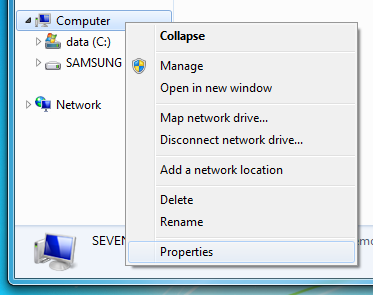 Computer
data (C:)
SAMSUNG
Network
Collapse
Manage
Open in new window
Map network drive...
Disconnect network drive...
Add a network location
Delete
Rename
Properties
SEVEN